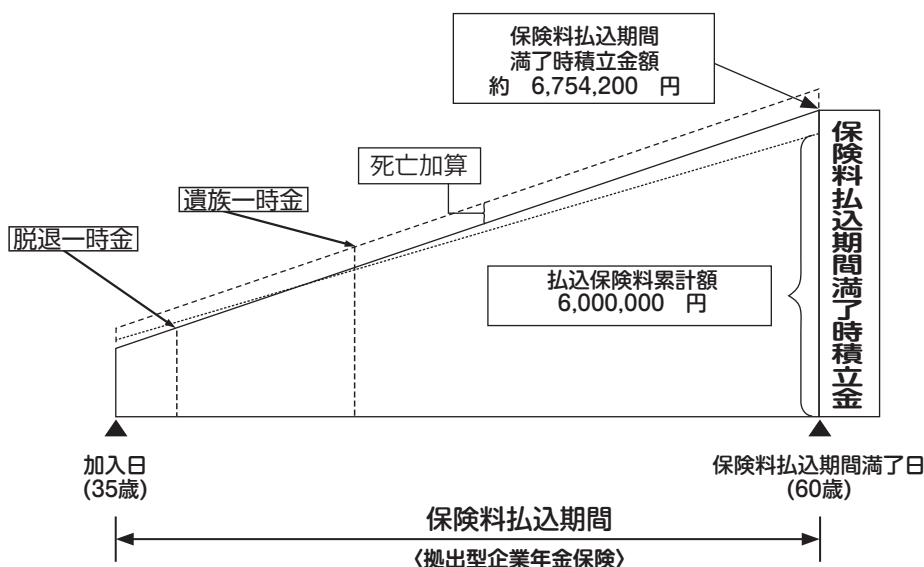 保険料払込期間
満了時積立金額
約 6,754,200 円
死亡加算
遺族一時金
脱退一時金
払込保険料累計額
6,000,000 円
保険料払込期間満了時積立金
加入日
(35歳)
保険料払込期間満了日
(60歳)
保険料払込期間
〈拠出型企業年金保険〉